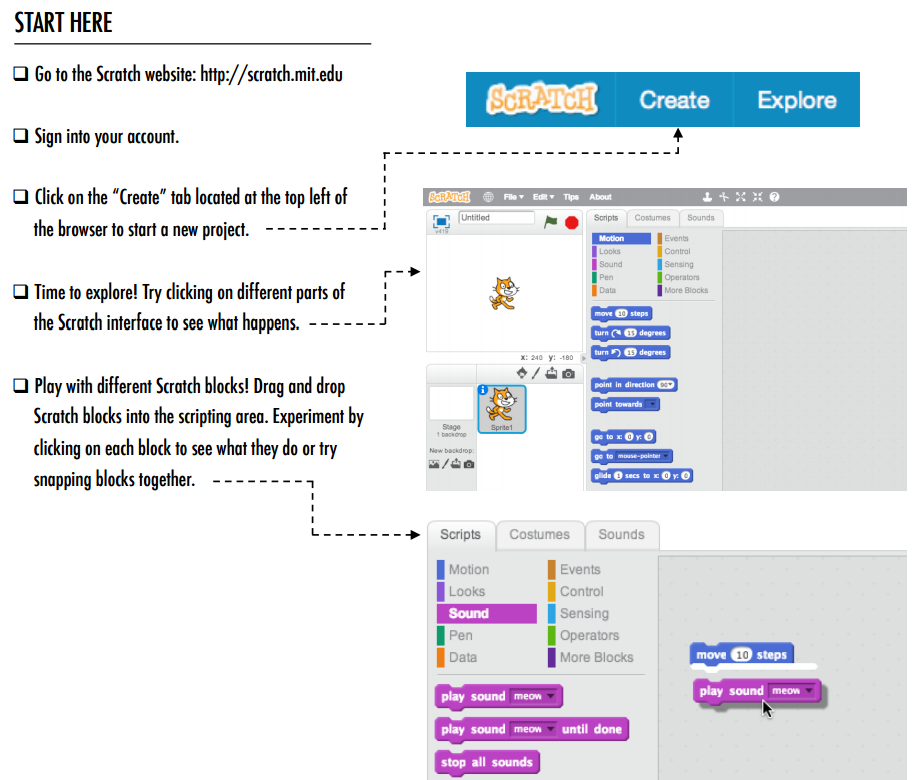 START HERE
Go to the Scratch website: http://scratch.mit.edu
Sign into your account.
Click on the “Create” tab located at the top left of
the browser to start a new project.
Time to explore! Try clicking on different parts of
the Scratch interface to see what happens.
Play with different Scratch blocks! Drag and drop
Scratch blocks into the scripting area. Experiment by
clicking on each block to see what they do or try
snapping blocks together.
SCRATCH Create Explore
SCRATCH File Edit Tips About
Untitled
v419
Scripts Costumes Sounds
Motion Events
Looks Control
Sound Sensing
Pen Operators
Data More Blocks
move 10 steps
turn 15 degrees
turn 15 degrees
point in direction 90
point towards
go to x: 0 y: 0
go to mouse-pointer
glide 1 secs to x: 0 y: 0
x: 240 y: -180
Sprite1
Stage
1 backdrop
New backdrop:
Scripts Costumes Sounds
Motion Events
Looks Control
Sound Sensing
Pen Operators
Data More Blocks
play sound meow
play sound meow until done
stop all sounds
move 10 steps
play sound meow